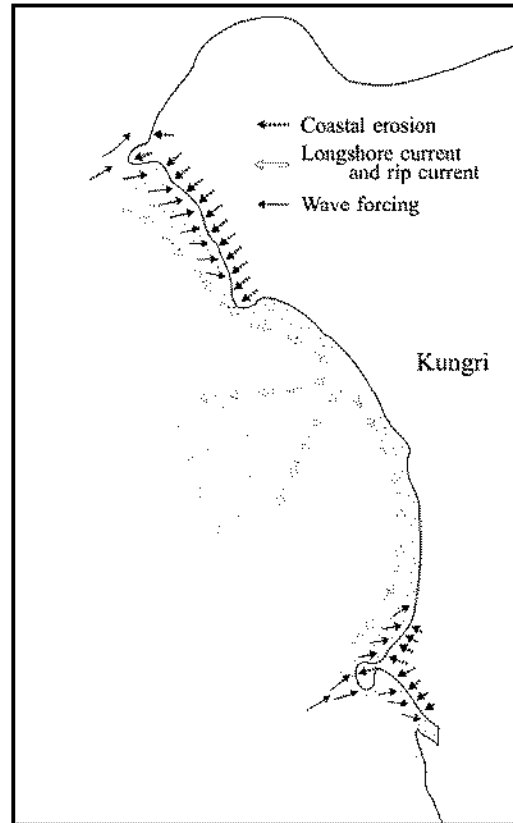 Coastal erosion
Longshore current
and rip current
Wave forcing
Kungri